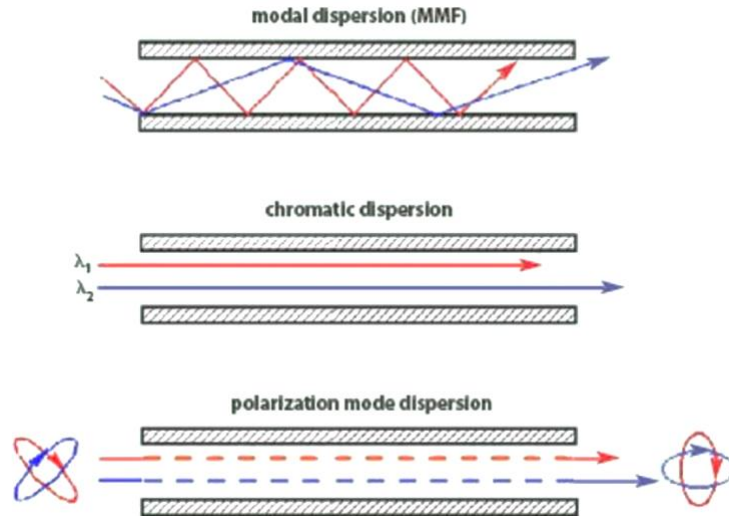 modal dispersion (MMF)
chromatic dispersion
λ1
λ2
polarization mode dispersion